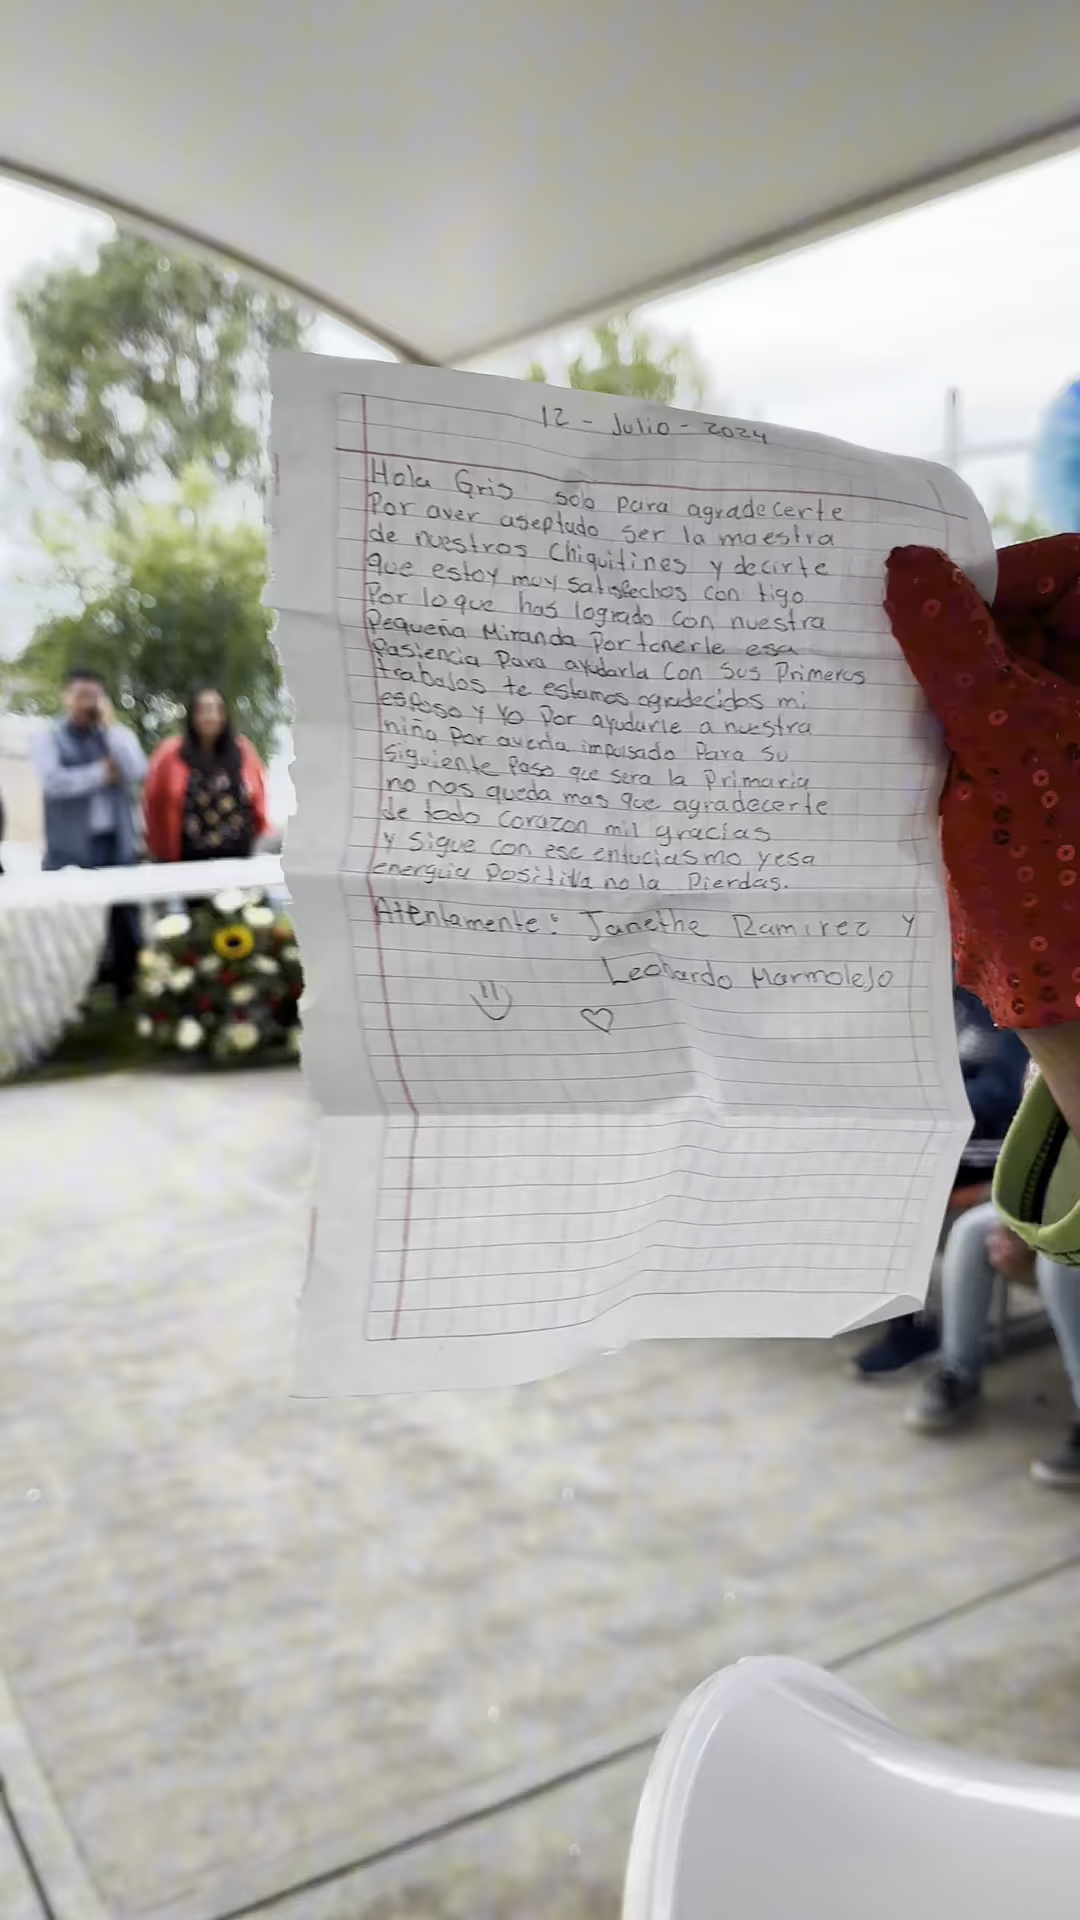 12 - Julio - 2024
Hola Gris solo para agradecerte
Por aver aseptado ser la maestra
de nuestros Chiquitines y decirte
que estoy muy satisfechos con tigo
Por lo que has logrado con nuestra
Pequeña Miranda Por tenerle esa
Pasiencia Para ayudarla Con Sus Primeros
trabalos te estamos agradecidos mi
esposo y Yo Por ayudarle a nuestra
niña Por averla impulsado Para Su
Siguiente Paso que sera la Primaria
no nos queda mas que agradecerte
de todo Corazon mil gracias
y Sigue con ese entuciasmo y esa
energuia Positiva no la Pierdas.
Atentamente: Janethe Ramirez Y
Leonardo Marmolejo